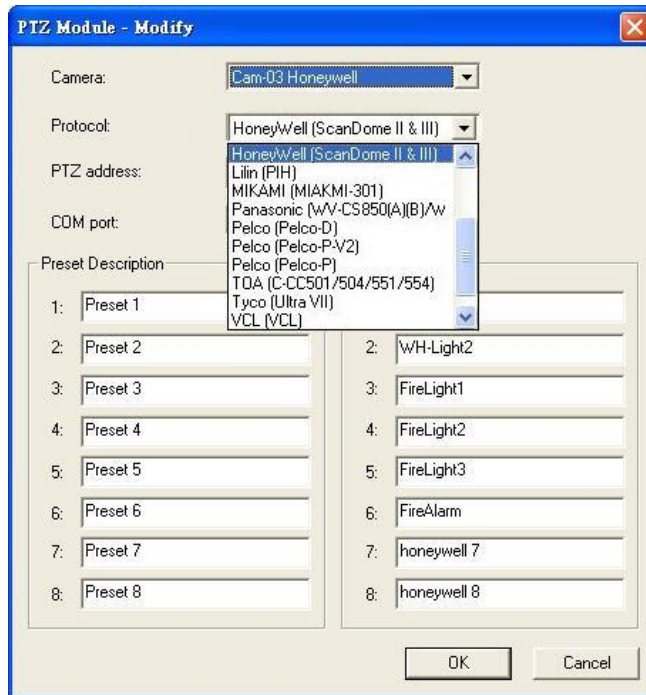 PTZ Module - Modify
Camera:
Cam-03 Honeywell
Protocol:
HoneyWell (ScanDome II & III)
HoneyWell (ScanDome II & III)
Lilin (PIH)
MIKAMI (MIAKMI-301)
Panasonic (WV-CS850(A)(B)/W
Pelco (Pelco-D)
Pelco (Pelco-P-V2)
Pelco (Pelco-P)
TOA (C-CC501/504/551/554)
Tyco (Ultra VII)
VCL (VCL)
PTZ address:
COM port:
Preset Description
1: Preset 1
2: Preset 2
3: Preset 3
4: Preset 4
5: Preset 5
6: Preset 6
7: Preset 7
8: Preset 8
2: WH-Light2
3: FireLight1
4: FireLight2
5: FireLight3
6: FireAlarm
7: honeywell 7
8: honeywell 8
OK
Cancel